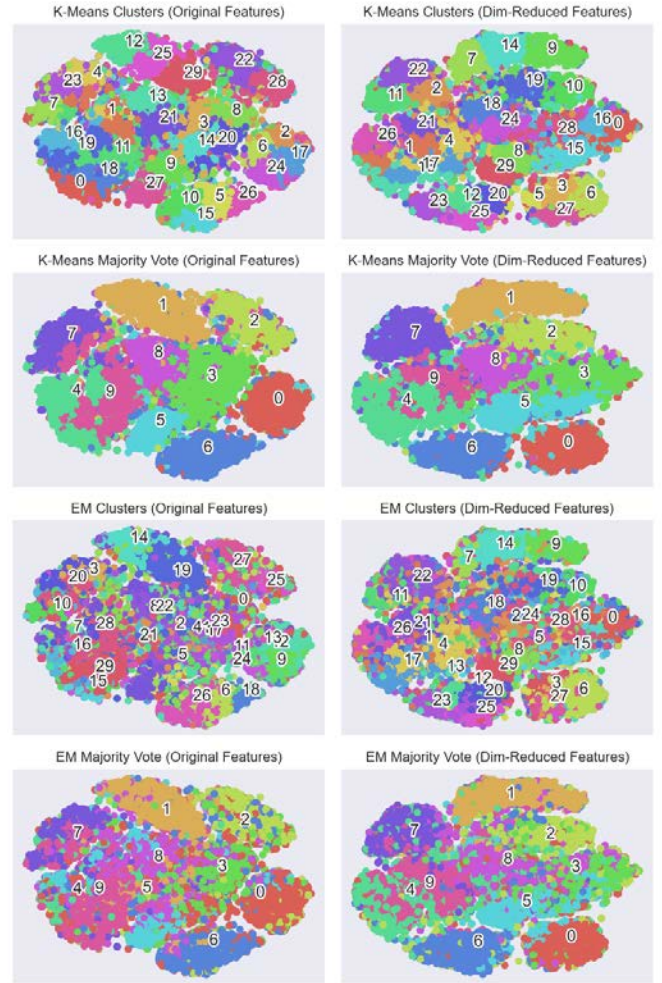 K-Means Clusters (Original Features)
K-Means Clusters (Dim-Reduced Features)
12 25 22
23 4 29 28
7 1 13 8
16 21 3 2
19 11 14 20 6 17
18 9 24
0 27 10 5 26
15
7 14 9
22 19
11 2 18 10
26 21 24 28 16 0
1 4 8 15
17 29
23 12 20 5 3 6
25 27
K-Means Majority Vote (Original Features)
K-Means Majority Vote (Dim-Reduced Features)
1
7 2
8 3
4 9 0
5
6
1
7 2
9 8 3
4 5
6 0
EM Clusters (Original Features)
EM Clusters (Dim-Reduced Features)
14 27
20 3 19 25
10 22 0
7 28 2 23
16 21 11 13
29 5 24 9
15 26 6 18
7 14 9
22 19 10
11 18 24 28 16 0
26 21 5
1 4 8 15
17 13 29
12 20 3 6
23 25 27
EM Majority Vote (Original Features)
EM Majority Vote (Dim-Reduced Features)
1
7 2
8 3
4 9 5 0
6
1
7 2
8 3
4 9 5
6 0